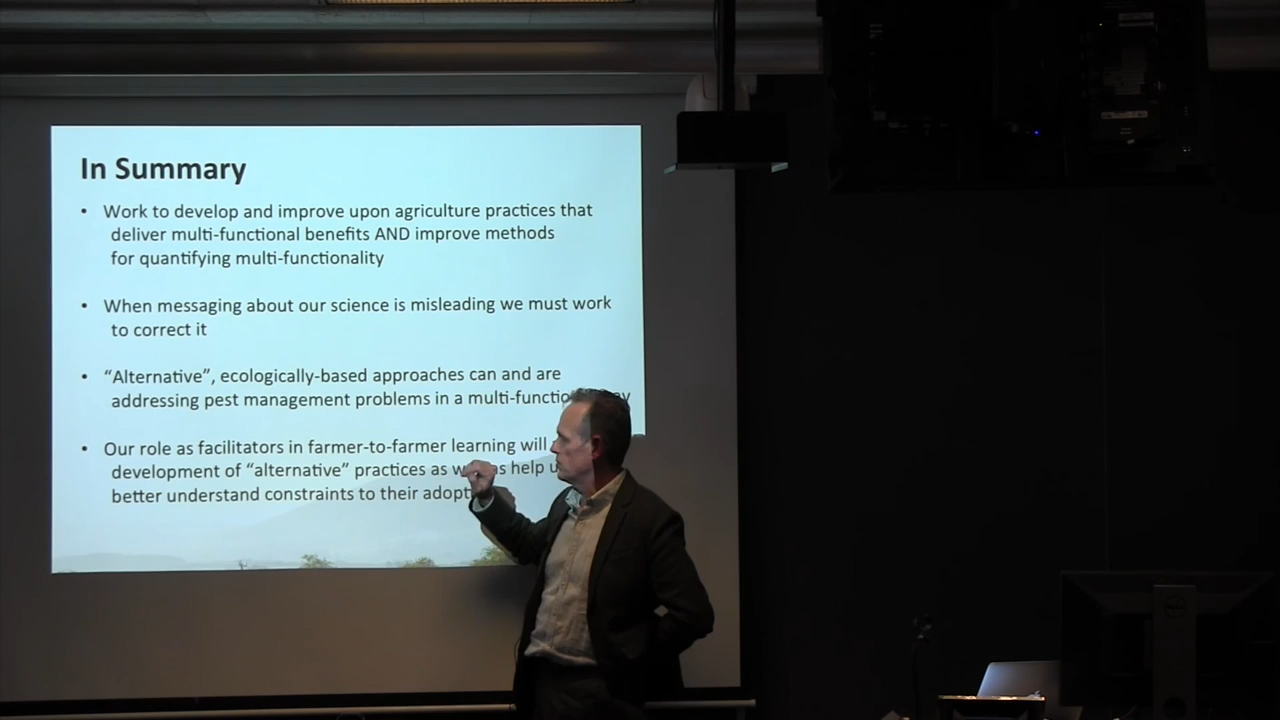 In Summary
• Work to develop and improve upon agriculture practices that
deliver multi-functional benefits AND improve methods
for quantifying multi-functionality
• When messaging about our science is misleading we must work
to correct it
• “Alternative”, ecologically-based approaches can and are
addressing pest management problems in a
• Our role as facilitators in farmer-to-farmer learning will
development of “alternative” practices as help
better understand constraints to their